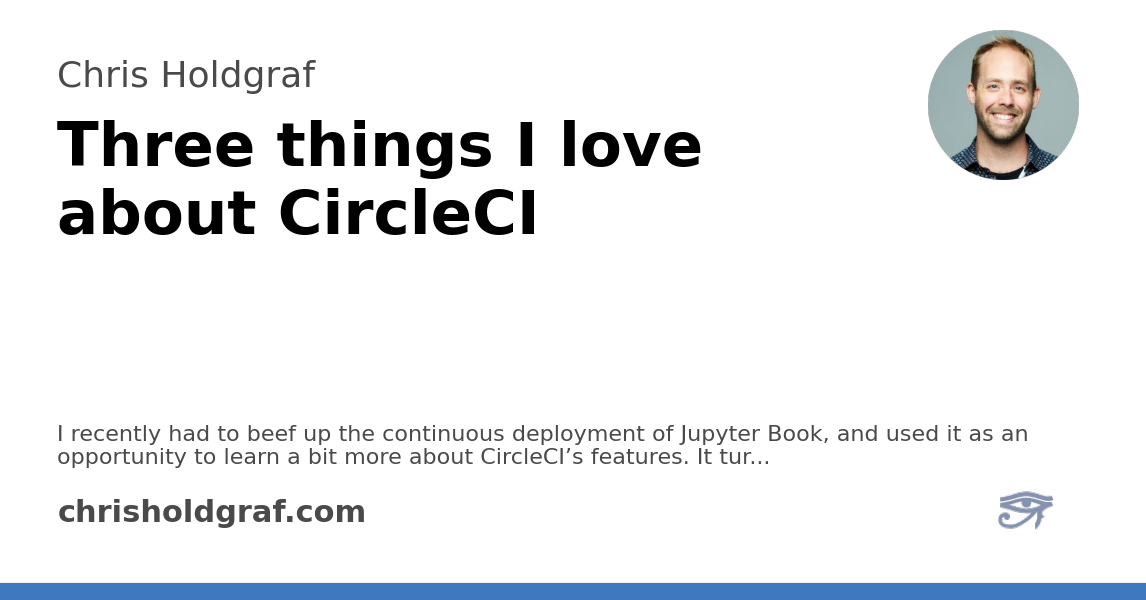 Chris Holdgraf
Three things I love
about CircleCI
I recently had to beef up the continuous deployment of Jupyter Book, and used it as an
opportunity to learn a bit more about CircleCI’s features. It tur...
chrisholdgraf.com